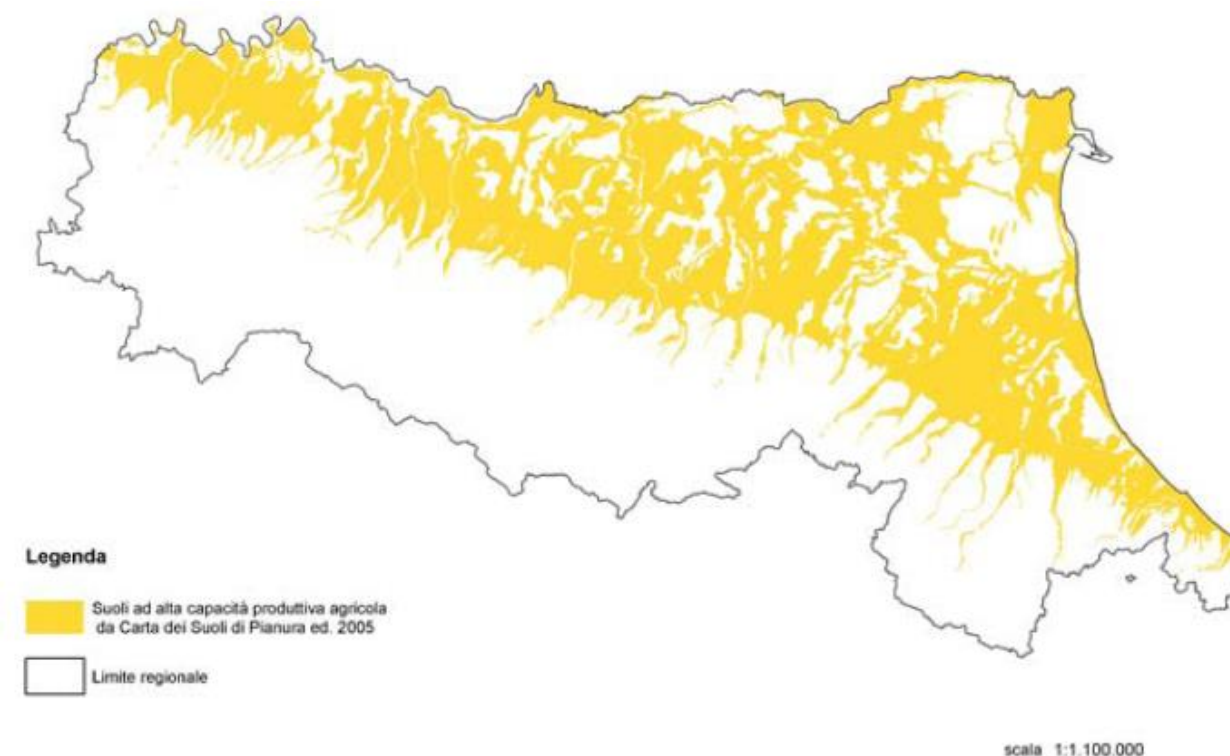 Legenda
Suoli ad alta capacità produttiva agricola
da Carta dei Suoli di Pianura ed. 2005
Limite regionale
scala 1:1.100.000